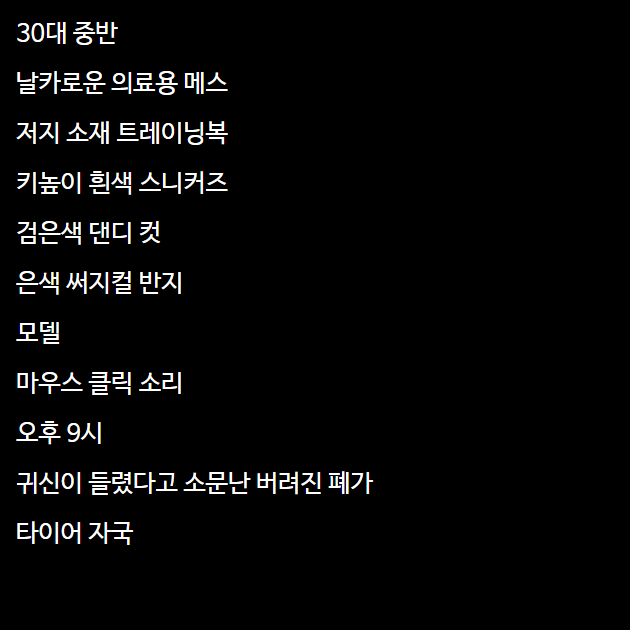 30대 중반
날카로운 의료용 메스
저지 소재 트레이닝복
키높이 흰색 스니커즈
검은색 댄디 컷
은색 써지컬 반지
모델
마우스 클릭 소리
오후 9시
귀신이 들렸다고 소문난 버려진 폐가
타이어 자국